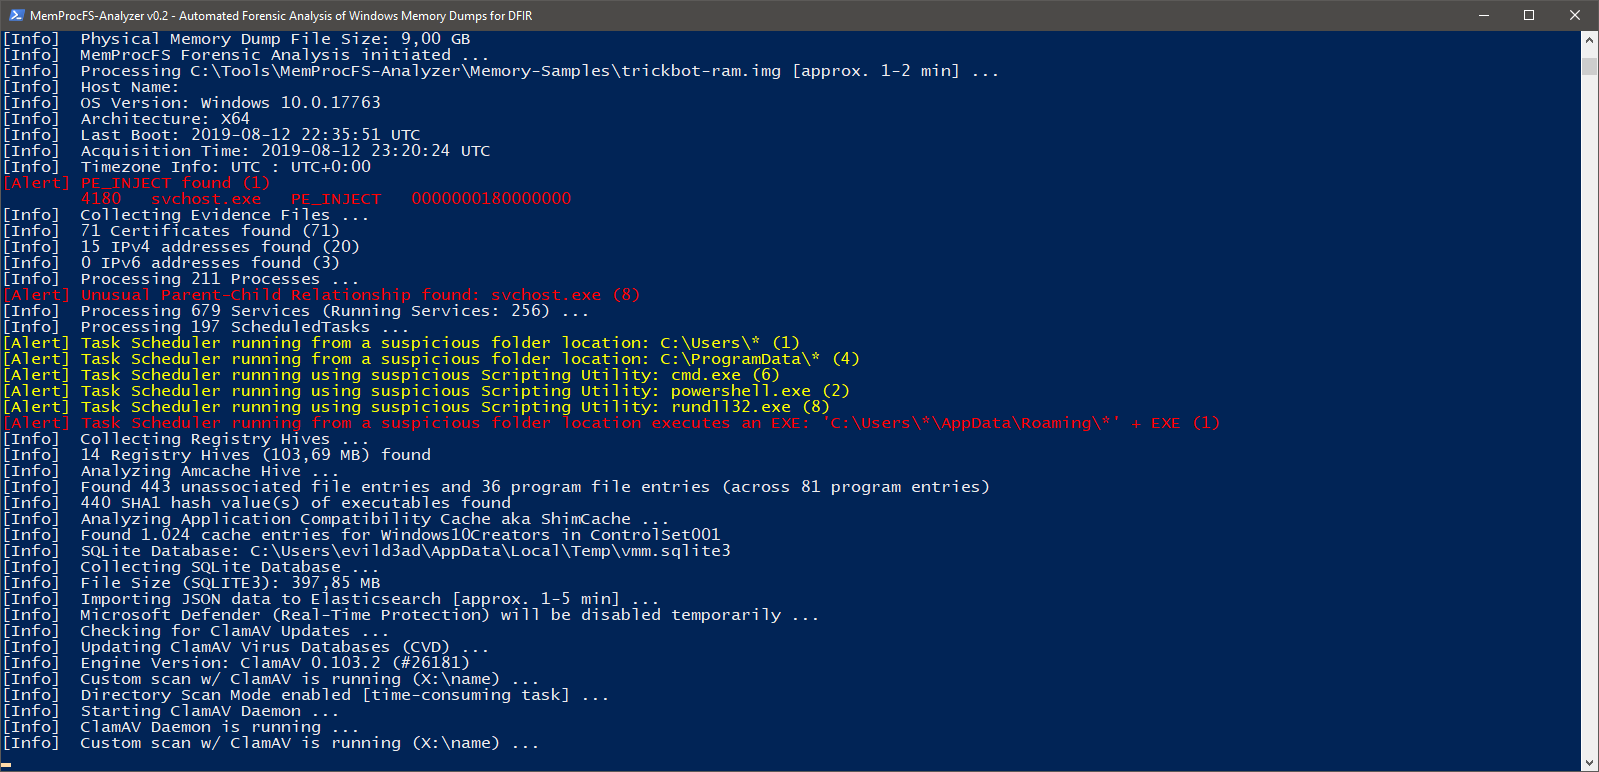 MemProcFS-Analyzer v0.2 - Automated Forensic Analysis of Windows Memory Dumps for DFIR
[Info] Physical Memory Dump File Size: 9,00 GB
[Info] MemProcFS Forensic Analysis initiated ...
[Info] Processing C:\Tools\MemProcFS-Analyzer\Memory-Samples\trickbot-ram.img [approx. 1-2 min] ...
[Info] Host Name:
[Info] OS Version: Windows 10.0.17763
[Info] Architecture: X64
[Info] Last Boot: 2019-08-12 22:35:51 UTC
[Info] Acquisition Time: 2019-08-12 23:20:24 UTC
[Info] Timezone Info: UTC : UTC+0:00
[Alert] PE_INJECT found (1)
4180 svchost.exe PE_INJECT 0000000180000000
[Info] Collecting Evidence Files ...
[Info] 71 Certificates found (71)
[Info] 15 IPv4 addresses found (20)
[Info] 0 IPv6 addresses found (3)
[Info] Processing 211 Processes ...
[Alert] Unusual Parent-Child Relationship found: svchost.exe (8)
[Info] Processing 679 Services (Running Services: 256) ...
[Info] Processing 197 ScheduledTasks ...
[Alert] Task Scheduler running from a suspicious folder location: C:\Users\* (1)
[Alert] Task Scheduler running from a suspicious folder location: C:\ProgramData\* (4)
[Alert] Task Scheduler running using suspicious Scripting Utility: cmd.exe (6)
[Alert] Task Scheduler running using suspicious Scripting Utility: powershell.exe (2)
[Alert] Task Scheduler running using suspicious Scripting Utility: rundll32.exe (8)
[Alert] Task Scheduler running from a suspicious folder location executes an EXE: 'C:\Users\*\AppData\Roaming\*' + EXE (1)
[Info] Collecting Registry Hives ...
[Info] 14 Registry Hives (103,69 MB) found
[Info] Analyzing Amcache Hive ...
[Info] Found 443 unassociated file entries and 36 program file entries (across 81 program entries)
[Info] 440 SHA1 hash value(s) of executables found
[Info] Analyzing Application Compatibility Cache aka ShimCache ...
[Info] Found 1.024 cache entries for Windows10Creators in ControlSet001
[Info] SQLite Database: C:\Users\evild3ad\AppData\Local\Temp\vmm.sqlite3
[Info] Collecting SQLite Database ...
[Info] File Size (SQLITE3): 397,85 MB
[Info] Importing JSON data to Elasticsearch [approx. 1-5 min] ...
[Info] Microsoft Defender (Real-Time Protection) will be disabled temporarily ...
[Info] Checking for ClamAV Updates ...
[Info] Updating ClamAV Virus Databases (CVD) ...
[Info] Engine Version: ClamAV 0.103.2 (#26181)
[Info] Custom scan w/ ClamAV is running (X:\name) ...
[Info] Directory Scan Mode enabled [time-consuming task] ...
[Info] Starting ClamAV Daemon ...
[Info] ClamAV Daemon is running ...
[Info] Custom scan w/ ClamAV is running (X:\name) ...